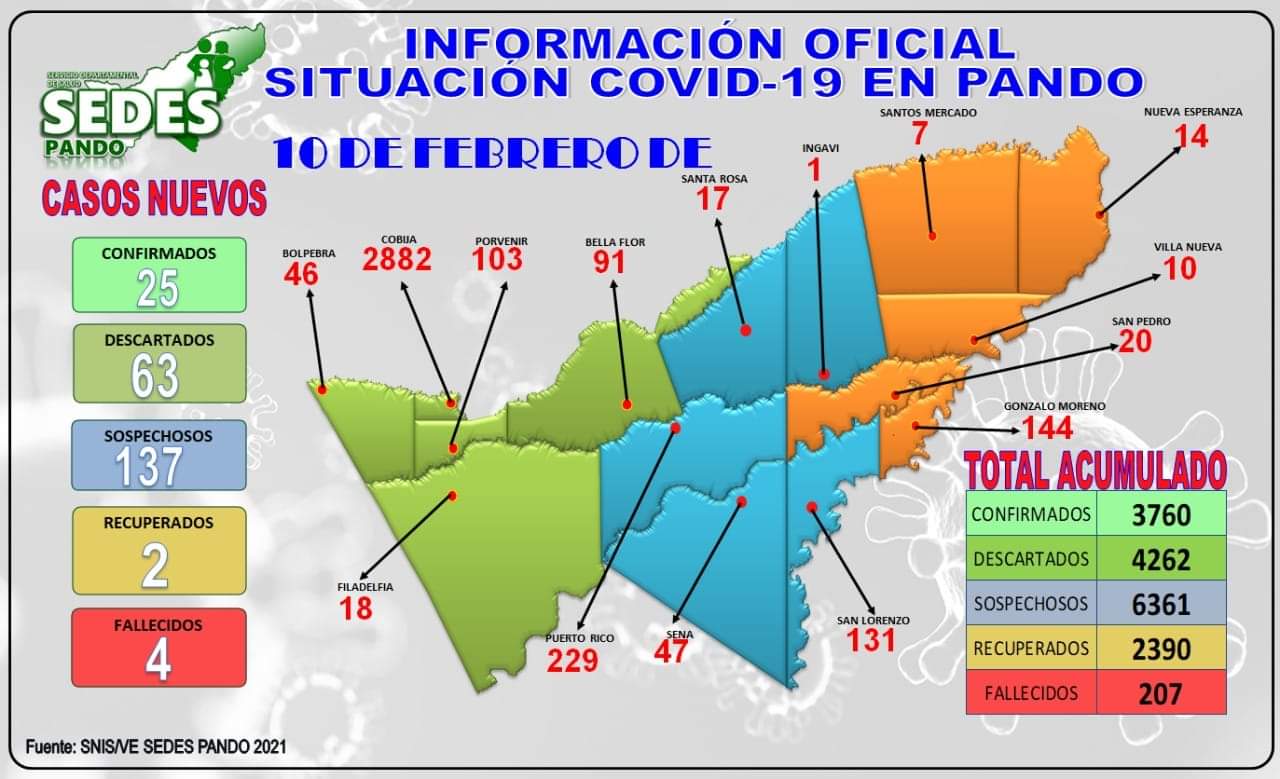 INFORMACIÓN OFICIAL
SITUACIÓN COVID-19 EN PANDO
10 DE FEBRERO DE
SERVICIO DEPARTAMENTAL
DE SALUD
SEDES
PANDO
CASOS NUEVOS
CONFIRMADOS
25
DESCARTADOS
63
SOSPECHOSOS
137
RECUPERADOS
2
FALLECIDOS
4
BOLPEBRA
46
COBIJA
2882
PORVENIR
103
BELLA FLOR
91
SANTA ROSA
17
INGAVI
1
SANTOS MERCADO
7
NUEVA ESPERANZA
14
VILLA NUEVA
10
SAN PEDRO
20
GONZALO MORENO
144
FILADELFIA
18
PUERTO RICO
229
SENA
47
SAN LORENZO
131
TOTAL ACUMULADO
CONFIRMADOS 3760
DESCARTADOS 4262
SOSPECHOSOS 6361
RECUPERADOS 2390
FALLECIDOS 207
Fuente: SNIS/VE SEDES PANDO 2021